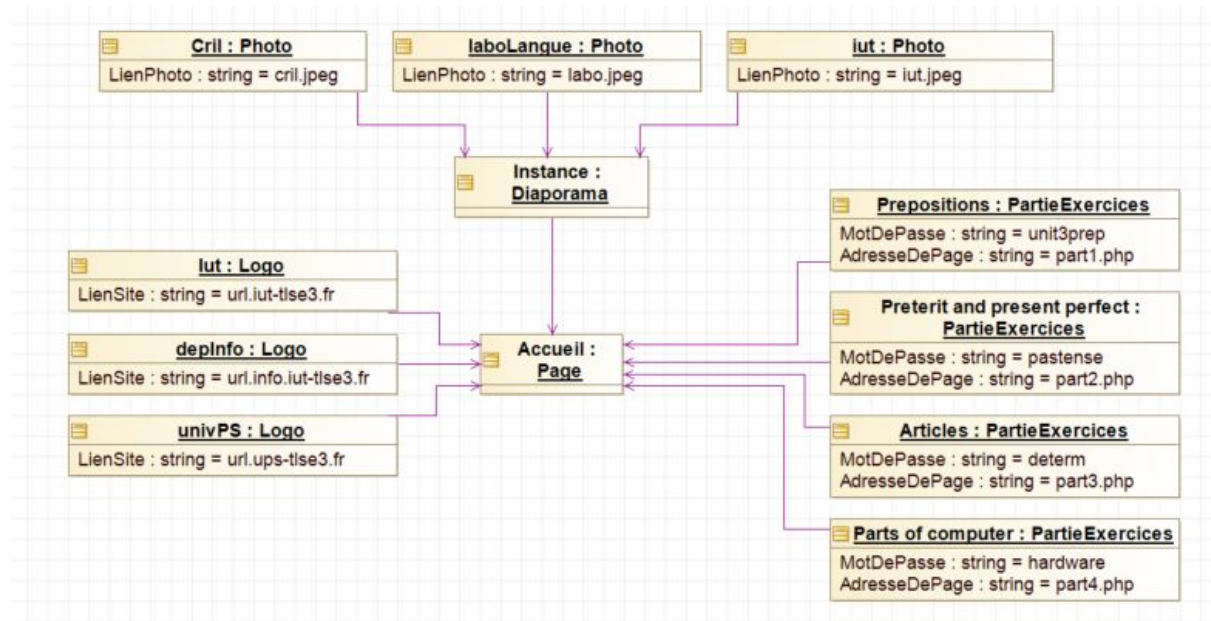 Cril : Photo
LienPhoto : string = cril.jpeg
laboLangue : Photo
LienPhoto : string = labo.jpeg
iut : Photo
LienPhoto : string = iut.jpeg
Instance :
Diaporama
Iut : Logo
LienSite : string = url.iut-tlse3.fr
depInfo : Logo
LienSite : string = url.info.iut-tlse3.fr
univPS : Logo
LienSite : string = url.ups-tlse3.fr
Accueil :
Page
Prepositions : PartieExercices
MotDePasse : string = unit3prep
AdresseDePage : string = part1.php
Preterit and present perfect :
PartieExercices
MotDePasse : string = pastense
AdresseDePage : string = part2.php
Articles : PartieExercices
MotDePasse : string = determ
AdresseDePage : string = part3.php
Parts of computer : PartieExercices
MotDePasse : string = hardware
AdresseDePage : string = part4.php